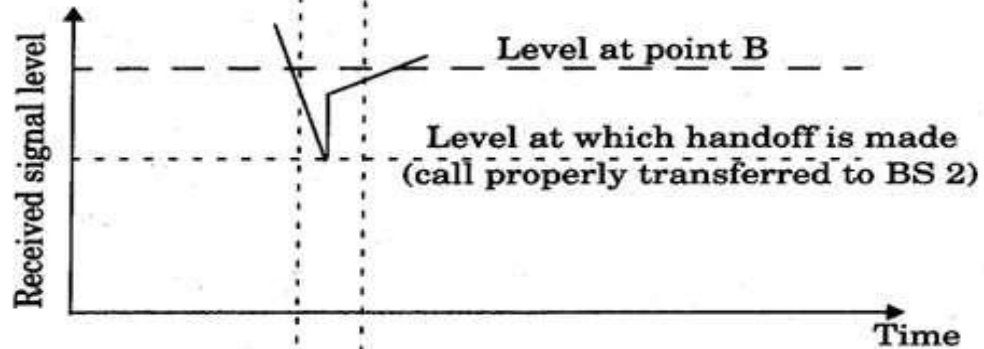 Received signal level
Level at point B
Level at which handoff is made
(call properly transferred to BS 2)
Time